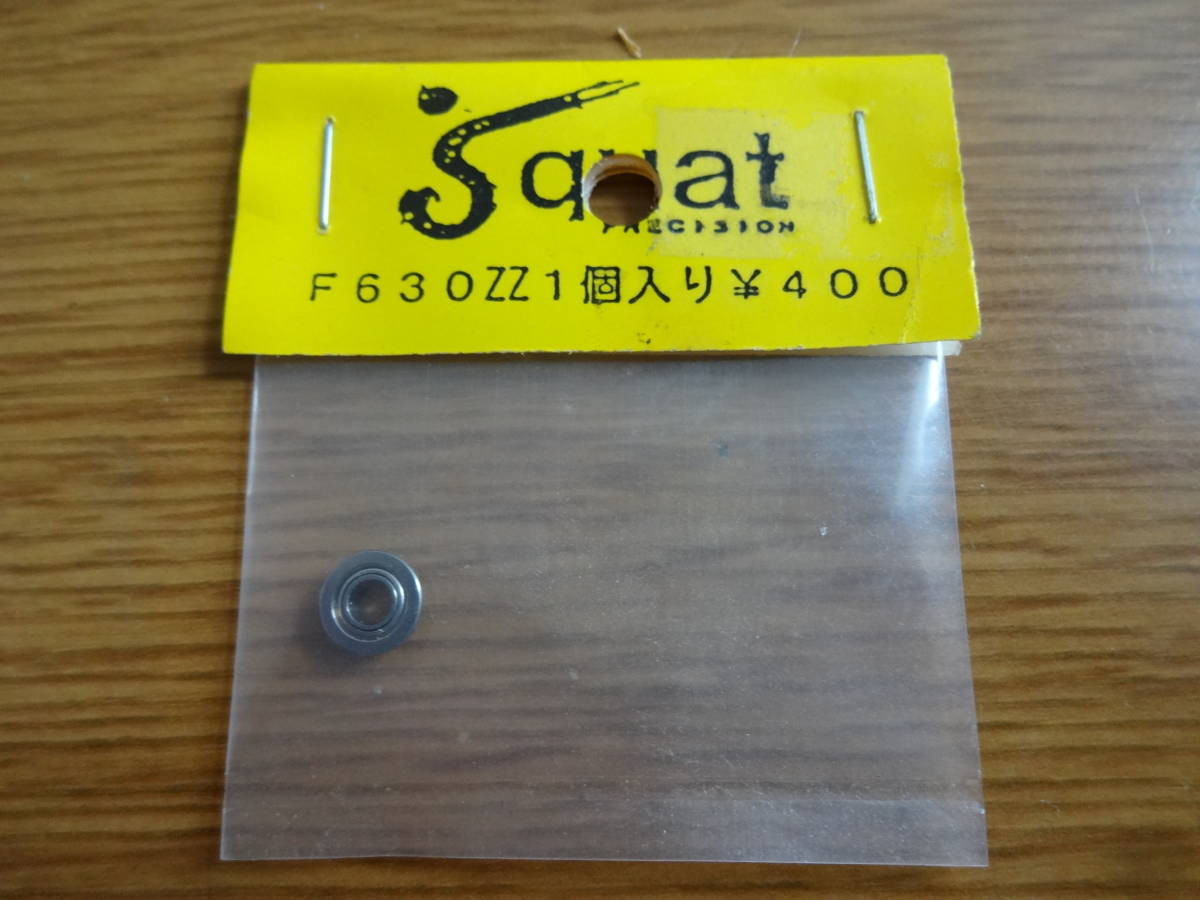 Squat
PRECISION
F630ZZ1個入り¥400